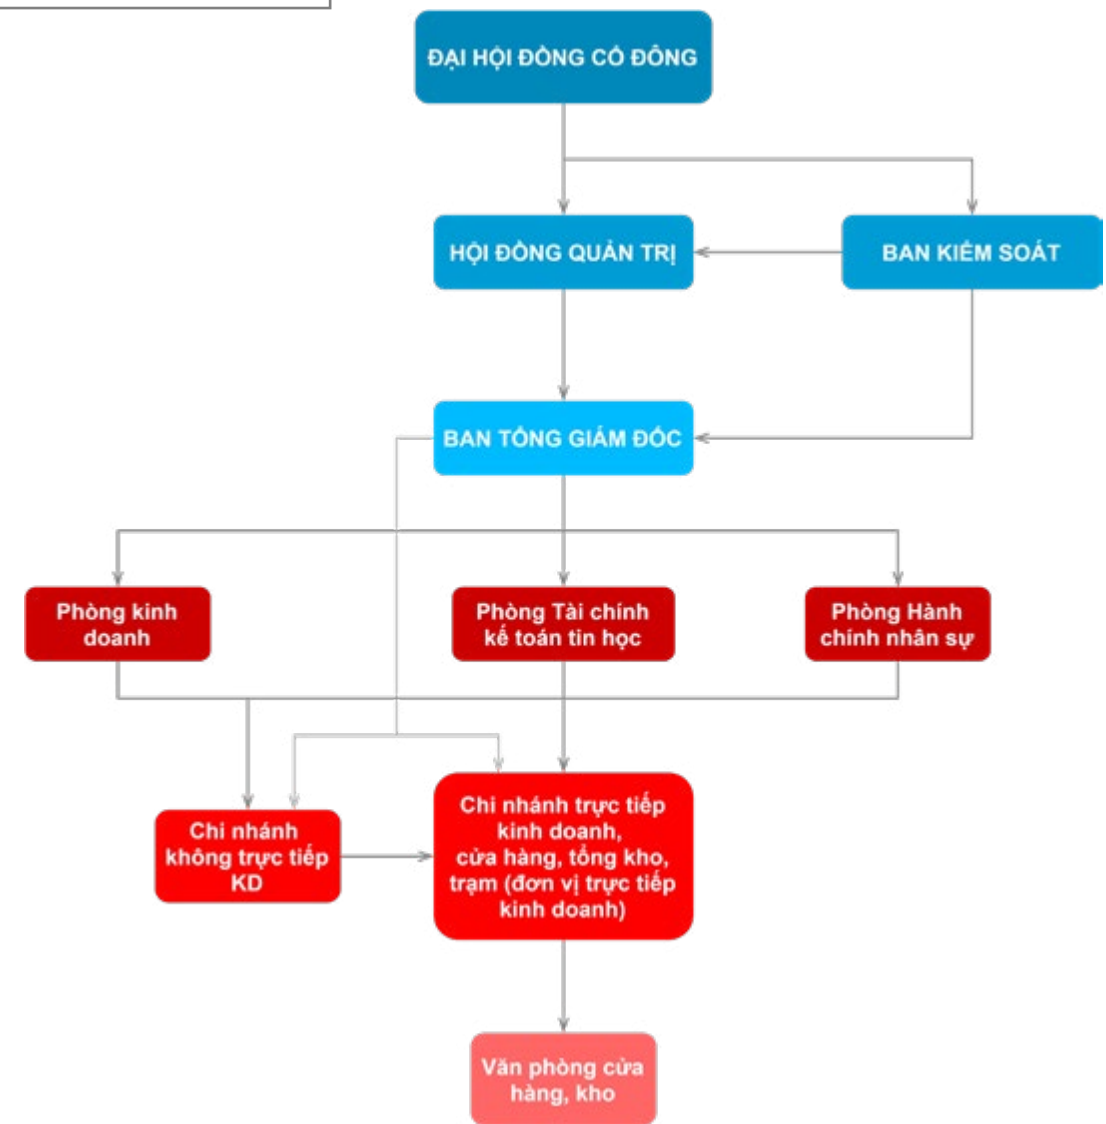 ĐẠI HỘI ĐỒNG CỔ ĐÔNG
HỘI ĐỒNG QUẢN TRỊ
BAN KIỂM SOÁT
BAN TỔNG GIÁM ĐỐC
Phòng kinh
doanh
Phòng Tài chính
kế toán tin học
Phòng Hành
chính nhân sự
Chi nhánh
không trực tiếp
KD
Chi nhánh trực tiếp
kinh doanh,
cửa hàng, tổng kho,
trạm (đơn vị trực tiếp
kinh doanh)
Văn phòng cửa
hàng, kho